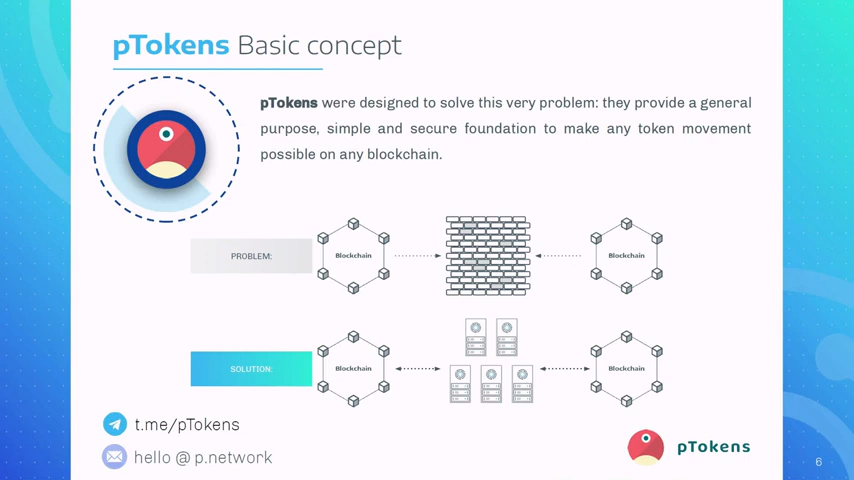 pTokens Basic concept
pTokens were designed to solve this very problem: they provide a general
purpose, simple and secure foundation to make any token movement
possible on any blockchain.
PROBLEM:
Blockchain
Blockchain
SOLUTION:
Blockchain
Blockchain
t.me/pTokens
hello @ p.network
pTokens
6